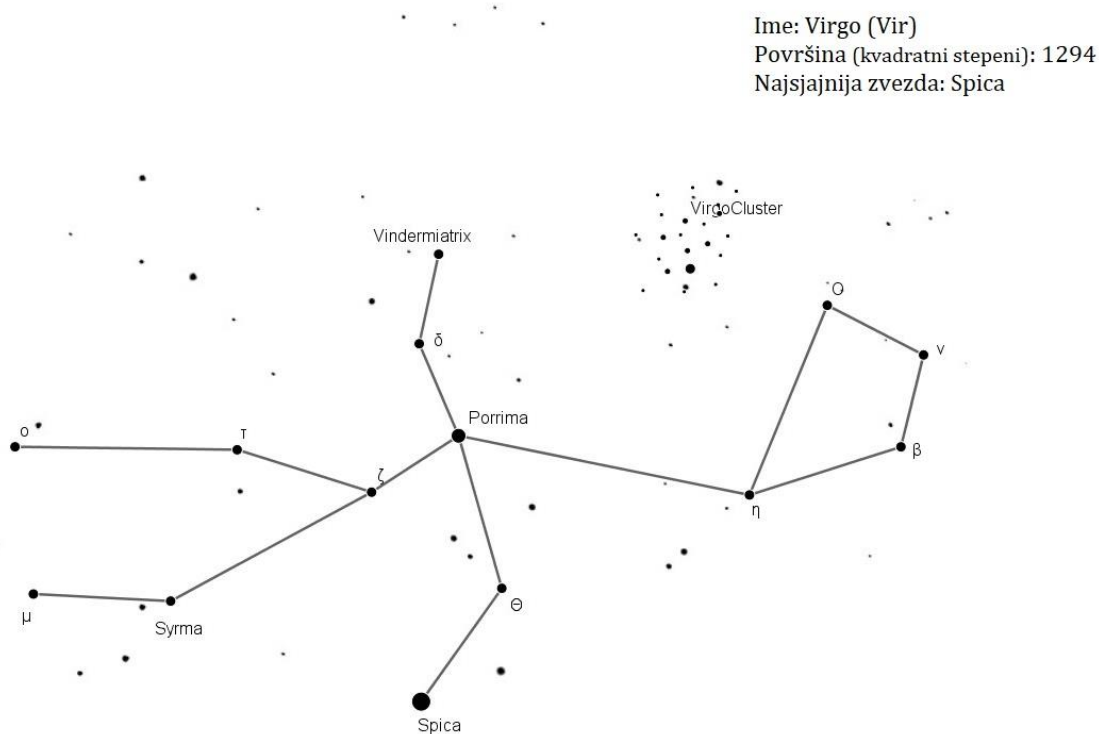 Ime: Virgo (Vir)
Površina (kvadratni stepeni): 1294
Najsjajnija zvezda: Spica
VirgoCluster
Vindermiatrix
O
δ
ν
Porrima
ο
τ
β
ζ
η
Θ
μ
Syrma
Spica